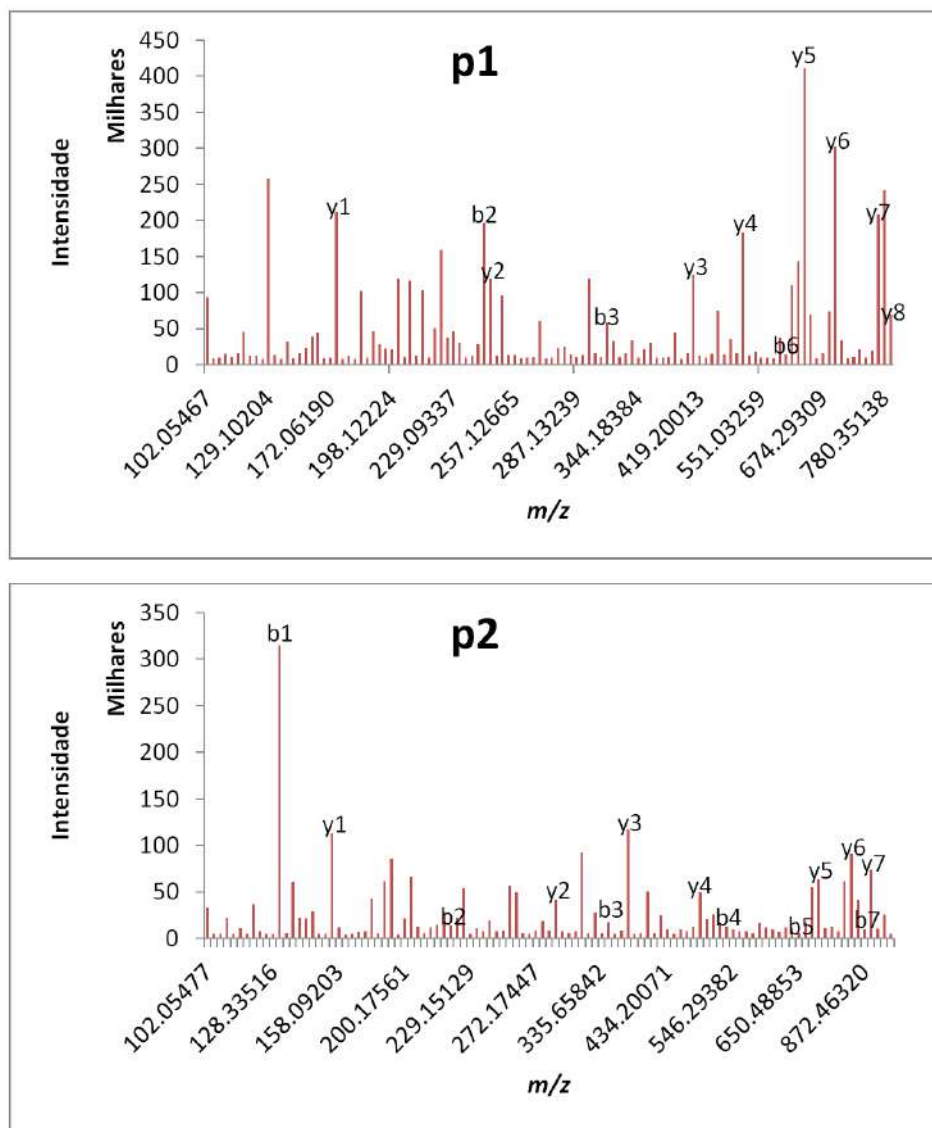 p1
Intensidade
Milhares
450
400
350
300
250
200
150
100
50
0
y1
b2
y2
b3
y3
y4
b6
y5
y6
y7
y8
102.05467
129.10204
172.06190
198.12224
229.09337
257.12665
287.13239
344.18384
419.20013
551.03259
674.29309
780.35138
m/z
p2
Intensidade
Milhares
350
300
250
200
150
100
50
0
b1
y1
b2
y2
b3
y3
y4
b4
b5
y5
y6
b7
y7
102.05477
128.33516
158.09203
200.17561
229.15129
272.17447
335.65842
434.20071
546.29382
650.48853
872.46320
m/z